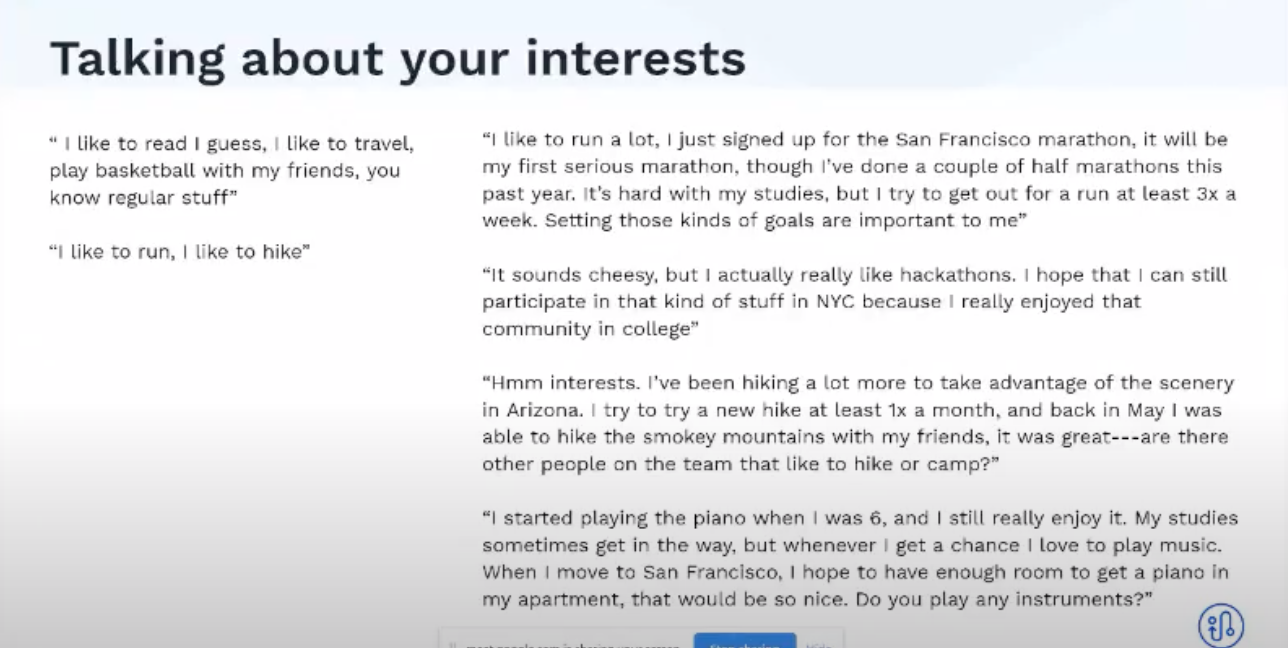 Talking about your interests
“ I like to read I guess, I like to travel,
play basketball with my friends, you
know regular stuff”
“I like to run, I like to hike”
“I like to run a lot, I just signed up for the San Francisco marathon, it will be
my first serious marathon, though I’ve done a couple of half marathons this
past year. It’s hard with my studies, but I try to get out for a run at least 3x a
week. Setting those kinds of goals are important to me”
“It sounds cheesy, but I actually really like hackathons. I hope that I can still
participate in that kind of stuff in NYC because I really enjoyed that
community in college”
“Hmm interests. I’ve been hiking a lot more to take advantage of the scenery
in Arizona. I try to try a new hike at least 1x a month, and back in May I was
able to hike the smokey mountains with my friends, it was great---are there
other people on the team that like to hike or camp?”
“I started playing the piano when I was 6, and I still really enjoy it. My studies
sometimes get in the way, but whenever I get a chance I love to play music.
When I move to San Francisco, I hope to have enough room to get a piano in
my apartment, that would be so nice. Do you play any instruments?”